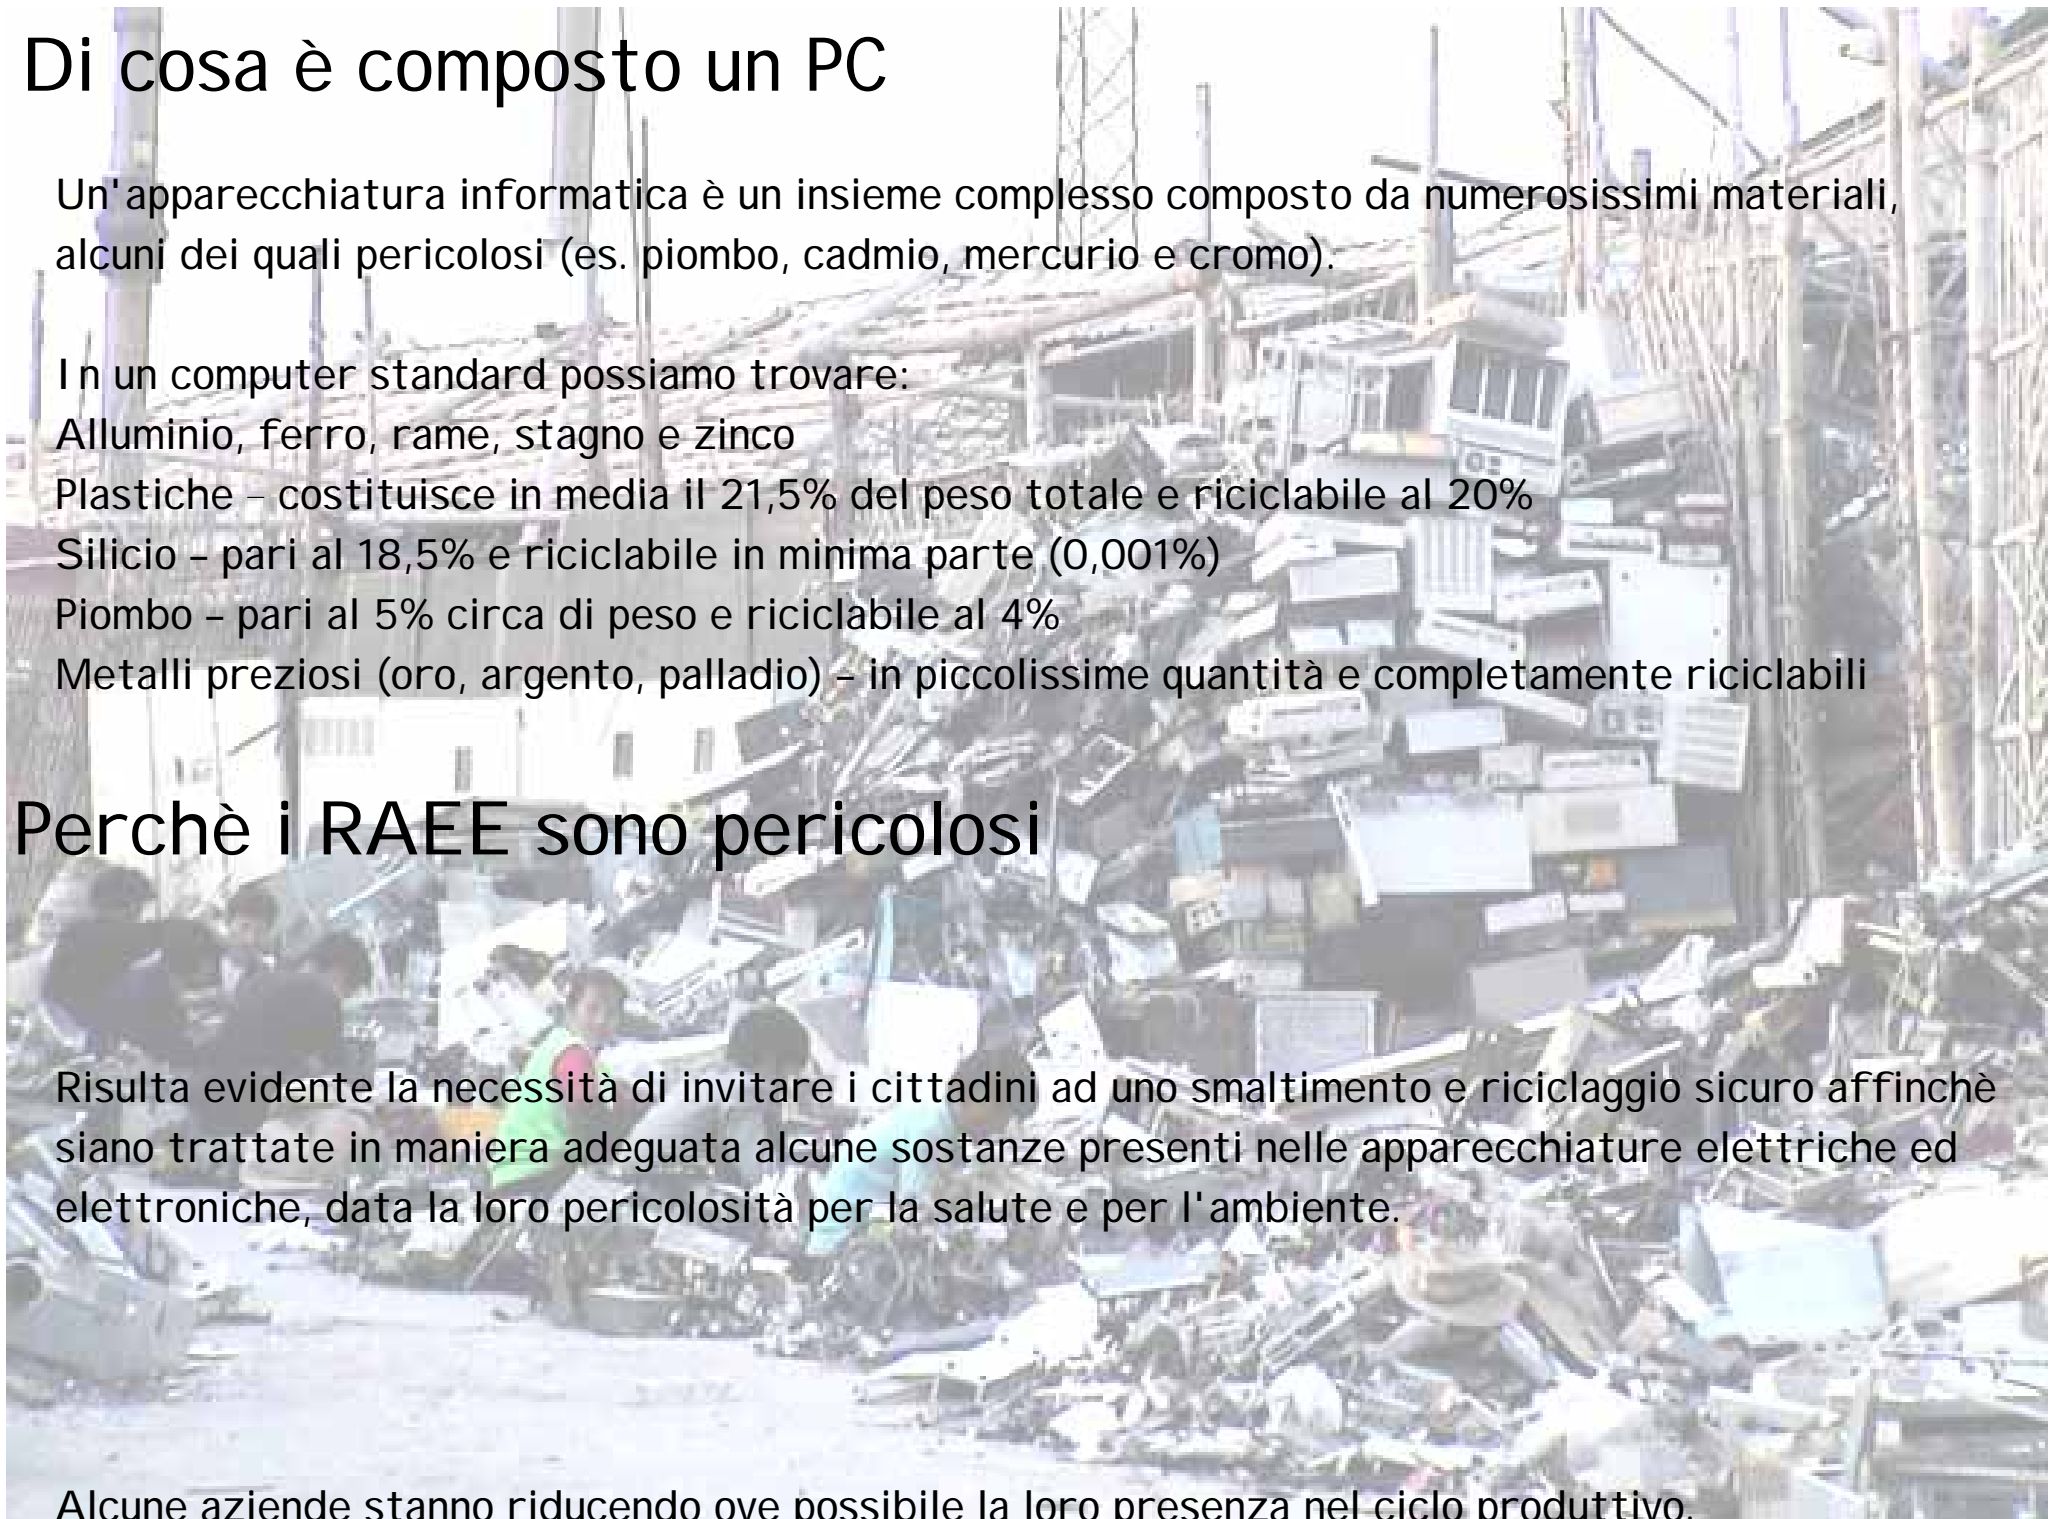 Di cosa è composto un PC
Un'apparecchiatura informatica è un insieme complesso composto da numerosissimi materiali,
alcuni dei quali pericolosi (es. piombo, cadmio, mercurio e cromo).
In un computer standard possiamo trovare:
Alluminio, ferro, rame, stagno e zinco
Plastiche – costituisce in media il 21,5% del peso totale e riciclabile al 20%
Silicio – pari al 18,5% e riciclabile in minima parte (0,001%)
Piombo – pari al 5% circa di peso e riciclabile al 4%
Metalli preziosi (oro, argento, palladio) – in piccolissime quantità e completamente riciclabili
Perchè i RAEE sono pericolosi
Risulta evidente la necessità di invitare i cittadini ad uno smaltimento e riciclaggio sicuro affinchè
siano trattate in maniera adeguata alcune sostanze presenti nelle apparecchiature elettriche ed
elettroniche, data la loro pericolosità per la salute e per l'ambiente.
Alcune aziende stanno riducendo ove possibile la loro presenza nel ciclo produttivo.